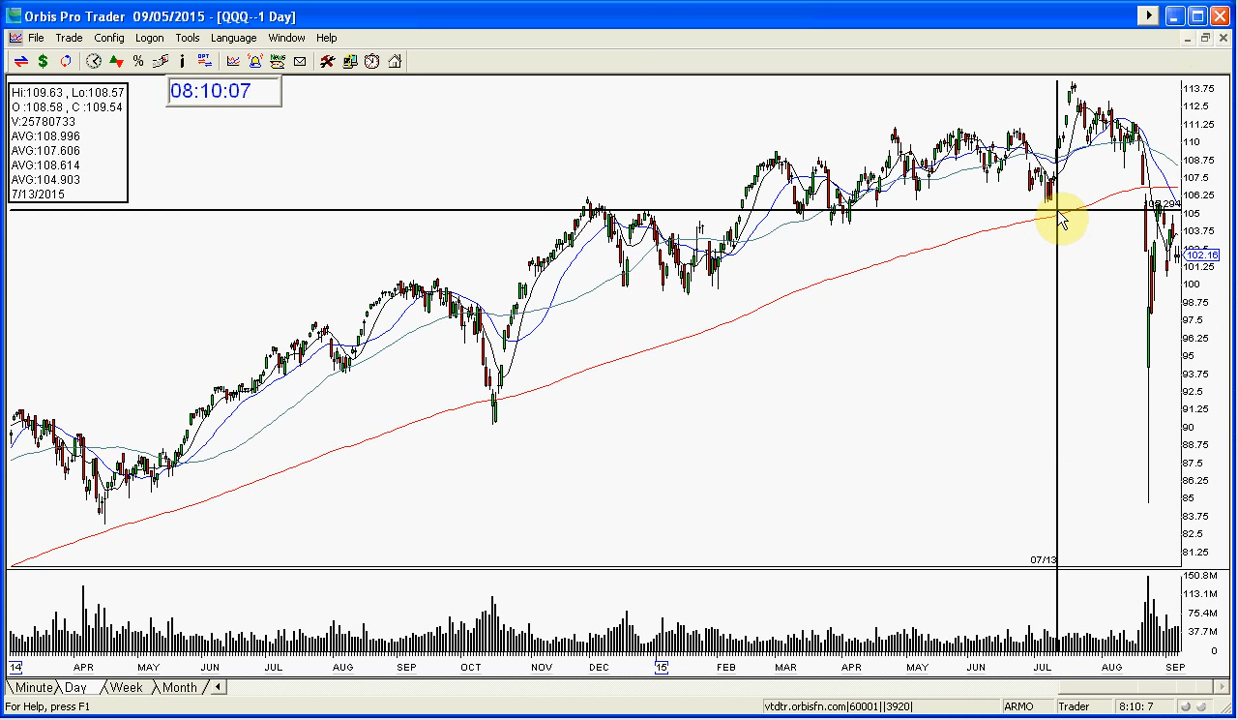 Orbis Pro Trader 09/05/2015 - [QQQ--1 Day]
File Trade Config Logon Tools Language Window Help
08:10:07
Hi:109.63 , Lo:108.57
O :108.58 , C :109.54
V:25780733
AVG:108.996
AVG:107.606
AVG:108.614
AVG:104.903
7/13/2015
113.75
112.5
111.25
110
108.75
107.5
106.25
105
103.75
102.16
101.25
100
98.75
97.5
96.25
95
93.75
92.5
91.25
90
88.75
87.5
86.25
85
83.75
82.5
81.25
07/13
150.8M
113.1M
75.4M
37.7M
0
14 APR MAY JUN JUL AUG SEP OCT NOV DEC 15 FEB MAR APR MAY JUN JUL AUG SEP
Minute Day Week Month
For Help, press F1 vtdtr.orbisfn.com|60001||3920| ARMO Trader 8:10: 7